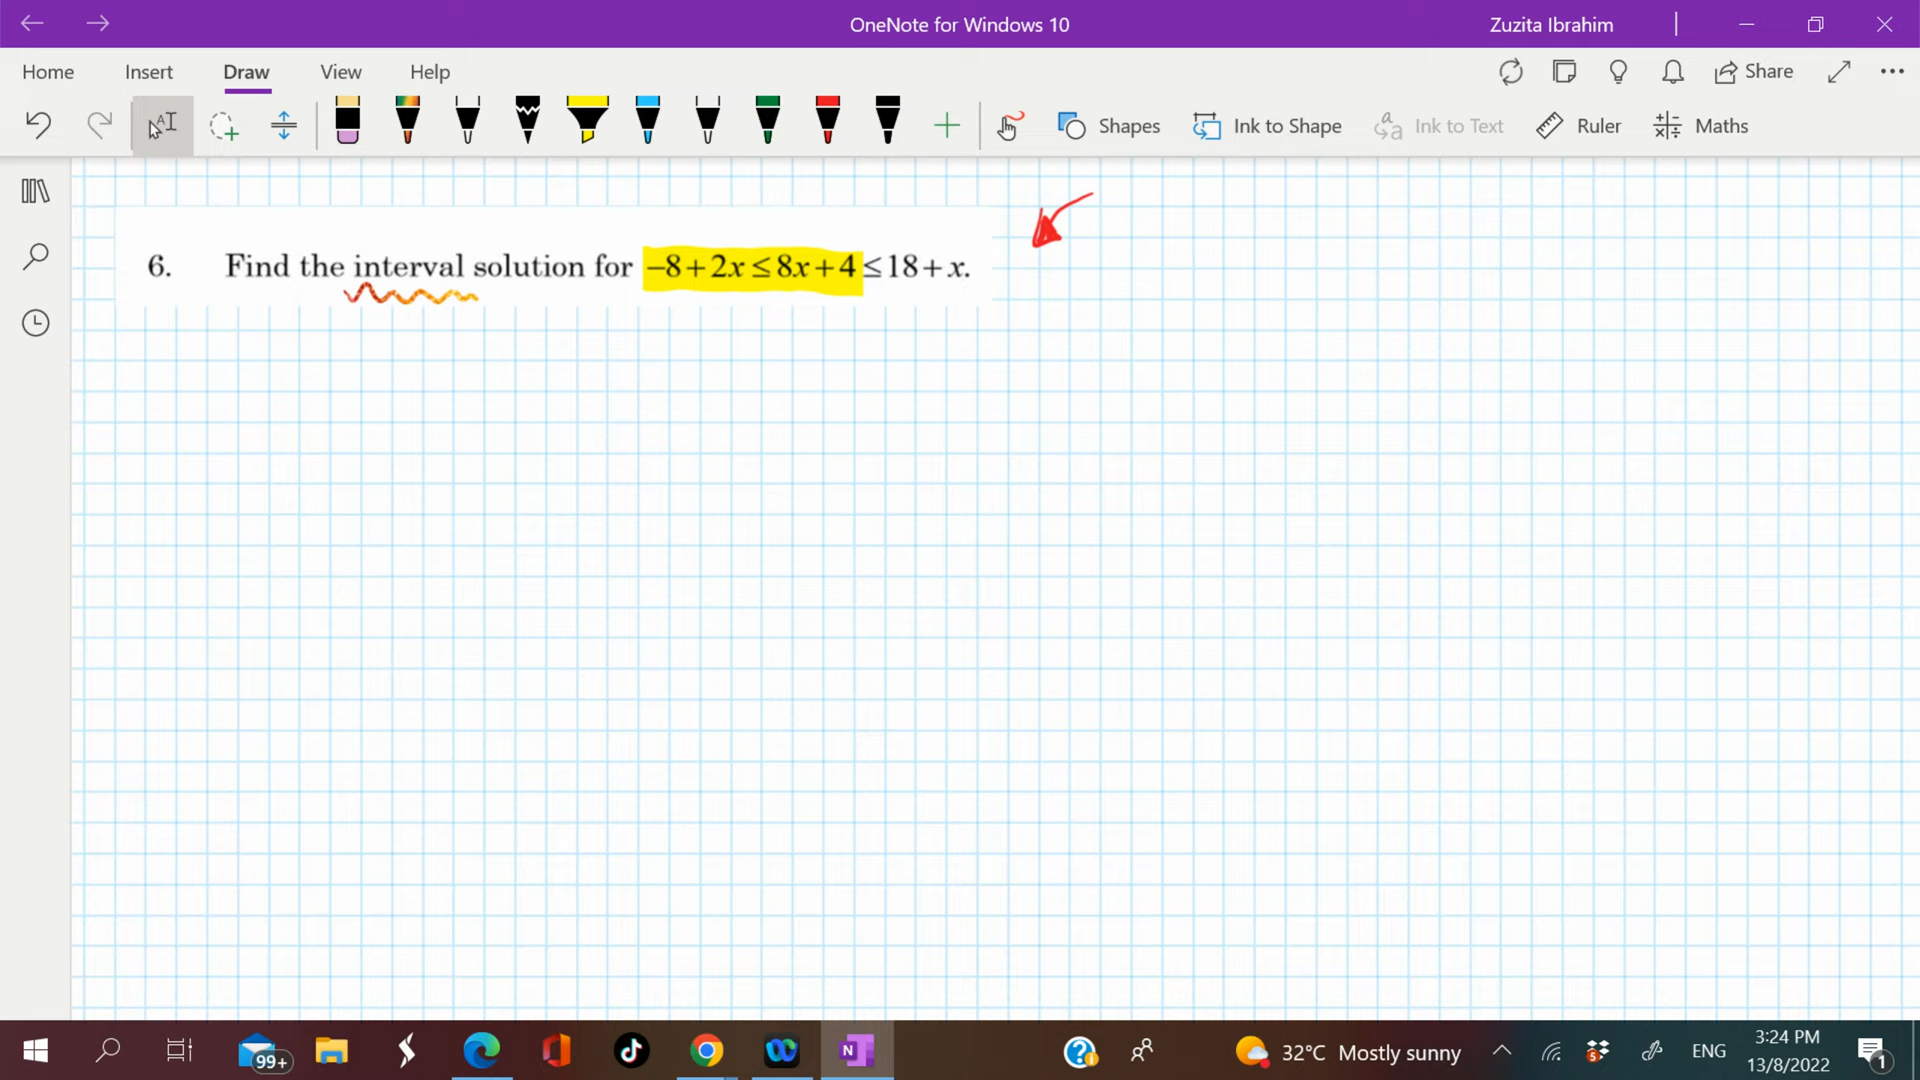 OneNote for Windows 10
Zuzita Ibrahim
Home Insert Draw View Help
Share
Shapes Ink to Shape Ink to Text Ruler Maths
6. Find the interval solution for −8+2x≤8x+4≤18+x.
99+
32°C Mostly sunny
5
ENG
3:24 PM
13/8/2022
1